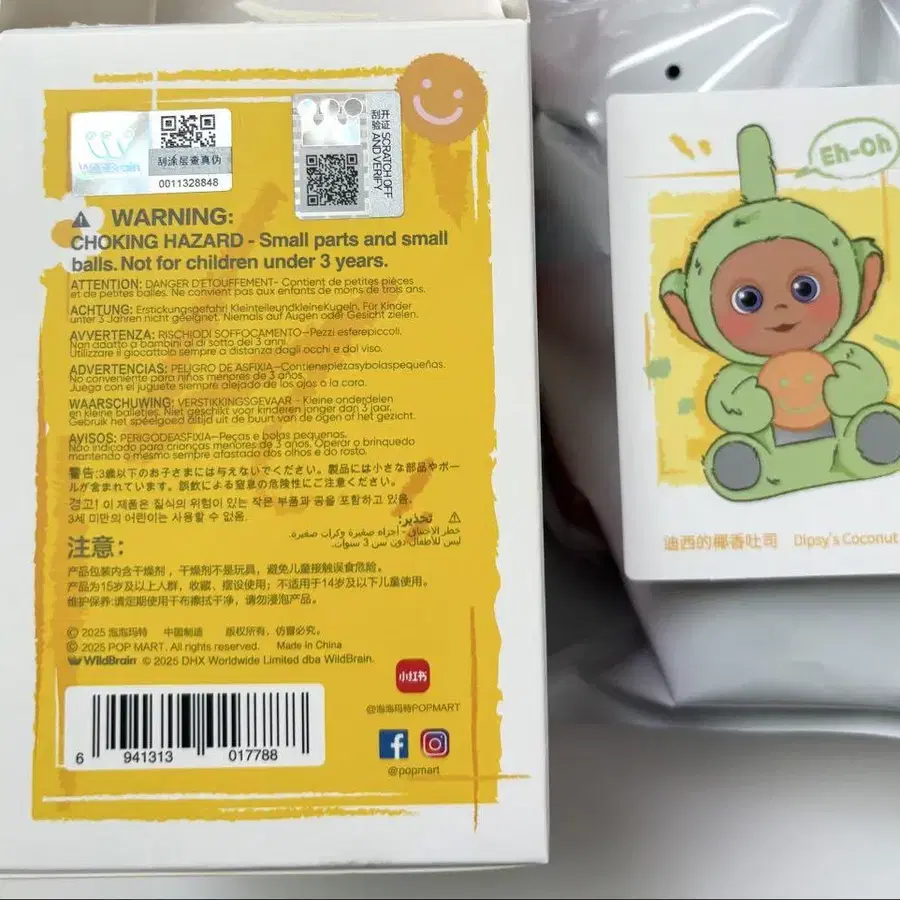 WildBrain
刮涂层查真伪
0011328848
刮开
验证
SCRATCH OFF
AND VERIFY
WARNING:
CHOKING HAZARD - Small parts and small
balls. Not for children under 3 years.
ATTENTION: DANGER D'ETOUFFEMENT- Contient de petites pièces
et de petites balles. Ne convient pas aux enfants de moins de trois ans.
ACHTUNG: Erstickungsgefahr! KleinteileundkleineKugeln. Für Kinder
unter 3 Jahren nicht geeignet. Niemals auf Augen oder Gesicht zielen.
AVVERTENZA: RISCHIODI SOFFOCAMENTO—Pezzi esferepiccoli.
Non adatto a bambini al di sotto dei 3 anni.
Utilizzare il giocattolo sempre a distanza dagli occhi e dal viso.
ADVERTENCIAS: PELIGRO DE ASFIXIA—Contienepiezasybolaspequeñas.
No conveniente para niños menores de 3 años.
Juega con el juguete siempre alejado de los ojos o la cara.
WAARSCHUWING: VERSTIKKINGSGEVAAR - Kleine onderdelen
en kleine balletjes. Niet geschikt voor kinderen jonger dan 3 jaar.
Gebruik het speelgoed altijd uit de buurt van de ogen of het gezicht.
AVISOS: PERIGODEASFIXIA—Peças e bolas pequenas.
Não indicado para crianças menores de 3 anos. Operar o brinquedo
mantendo o mesmo sempre afastado dos olhos e do rosto.
警告:3歳以下のお子さまには与えないでください。製品には小さな部品やボー
ルが含まれています。誤飲による窒息の危険性にご注意ください。
경고! 이 제품은 질식의 위험이 있는 작은 부품과 공을 포함하고 있음.
3세 미만의 어린이는 사용할 수 없음.
تحذير:
خطر الاختناق - أجزاء صغيرة وكرات صغيرة.
ليس للأطفال دون سن 3 سنوات.
注意:
产品包装内含干燥剂，干燥剂不是玩具，避免儿童接触误食危险。
产品为15岁及以上人群，收藏、摆设使用；不适用于14岁及以下儿童使用。
维护保养:请定期使用干布擦拭干净，请勿浸泡产品。
© 2025 泡泡玛特 中国制造 版权所有，仿冒必究。
© 2025 POP MART. All rights reserved. Made in China
WildBrain © 2025 DHX Worldwide Limited dba WildBrain.
6 941313 017788
小红书
@泡泡玛特POPMART
@popmart
Eh-Oh
迪西的椰香吐司 Dipsy's Coconut